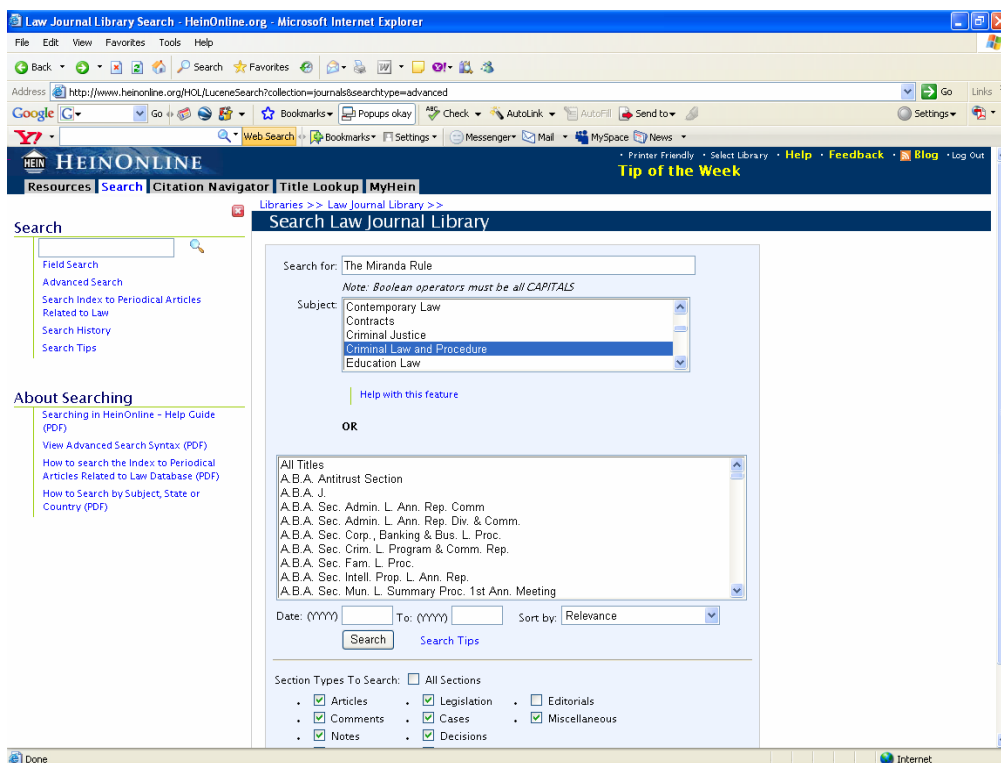 Law Journal Library Search - HeinOnline.org - Microsoft Internet Explorer
File Edit View Favorites Tools Help
Back Search Favorites
Address http://www.heinonline.org/HOL/LuceneSearch?collection=journals&searchtype=advanced Go Links
Google G Go Bookmarks Popups okay ABC Check AutoLink AutoFill Send to Settings
Y! Web Search Bookmarks Settings Messenger Mail MySpace News
HEIN HEINONLINE
· Printer Friendly · Select Library · Help · Feedback · Blog · Log Out
Tip of the Week
Resources Search Citation Navigator Title Lookup MyHein
Libraries >> Law Journal Library >>
Search Law Journal Library
Search
Field Search
Advanced Search
Search Index to Periodical Articles
Related to Law
Search History
Search Tips
About Searching
Searching in HeinOnline - Help Guide
(PDF)
View Advanced Search Syntax (PDF)
How to search the Index to Periodical
Articles Related to Law Database (PDF)
How to Search by Subject, State or
Country (PDF)
Search for: The Miranda Rule
Note: Boolean operators must be all CAPITALS
Subject: Contemporary Law
Contracts
Criminal Justice
Criminal Law and Procedure
Education Law
Help with this feature
OR
All Titles
A.B.A. Antitrust Section
A.B.A. J.
A.B.A. Sec. Admin. L. Ann. Rep. Comm
A.B.A. Sec. Admin. L. Ann. Rep. Div. & Comm.
A.B.A. Sec. Corp., Banking & Bus. L. Proc.
A.B.A. Sec. Crim. L. Program & Comm. Rep.
A.B.A. Sec. Fam. L. Proc.
A.B.A. Sec. Intell. Prop. L. Ann. Rep.
A.B.A. Sec. Mun. L. Summary Proc. 1st Ann. Meeting
Date: (YYYY) To: (YYYY) Sort by: Relevance
Search Search Tips
Section Types To Search: All Sections
Articles Legislation Editorials
Comments Cases Miscellaneous
Notes Decisions
Done Internet